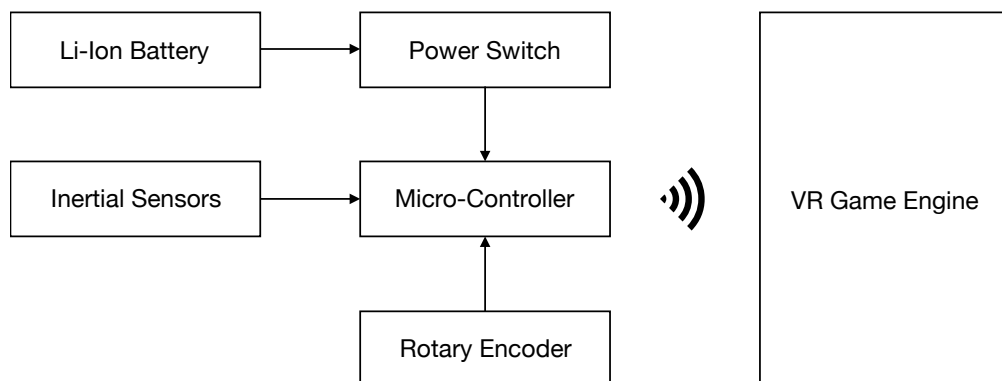 Li-Ion Battery
Power Switch
Inertial Sensors
Micro-Controller
VR Game Engine
Rotary Encoder